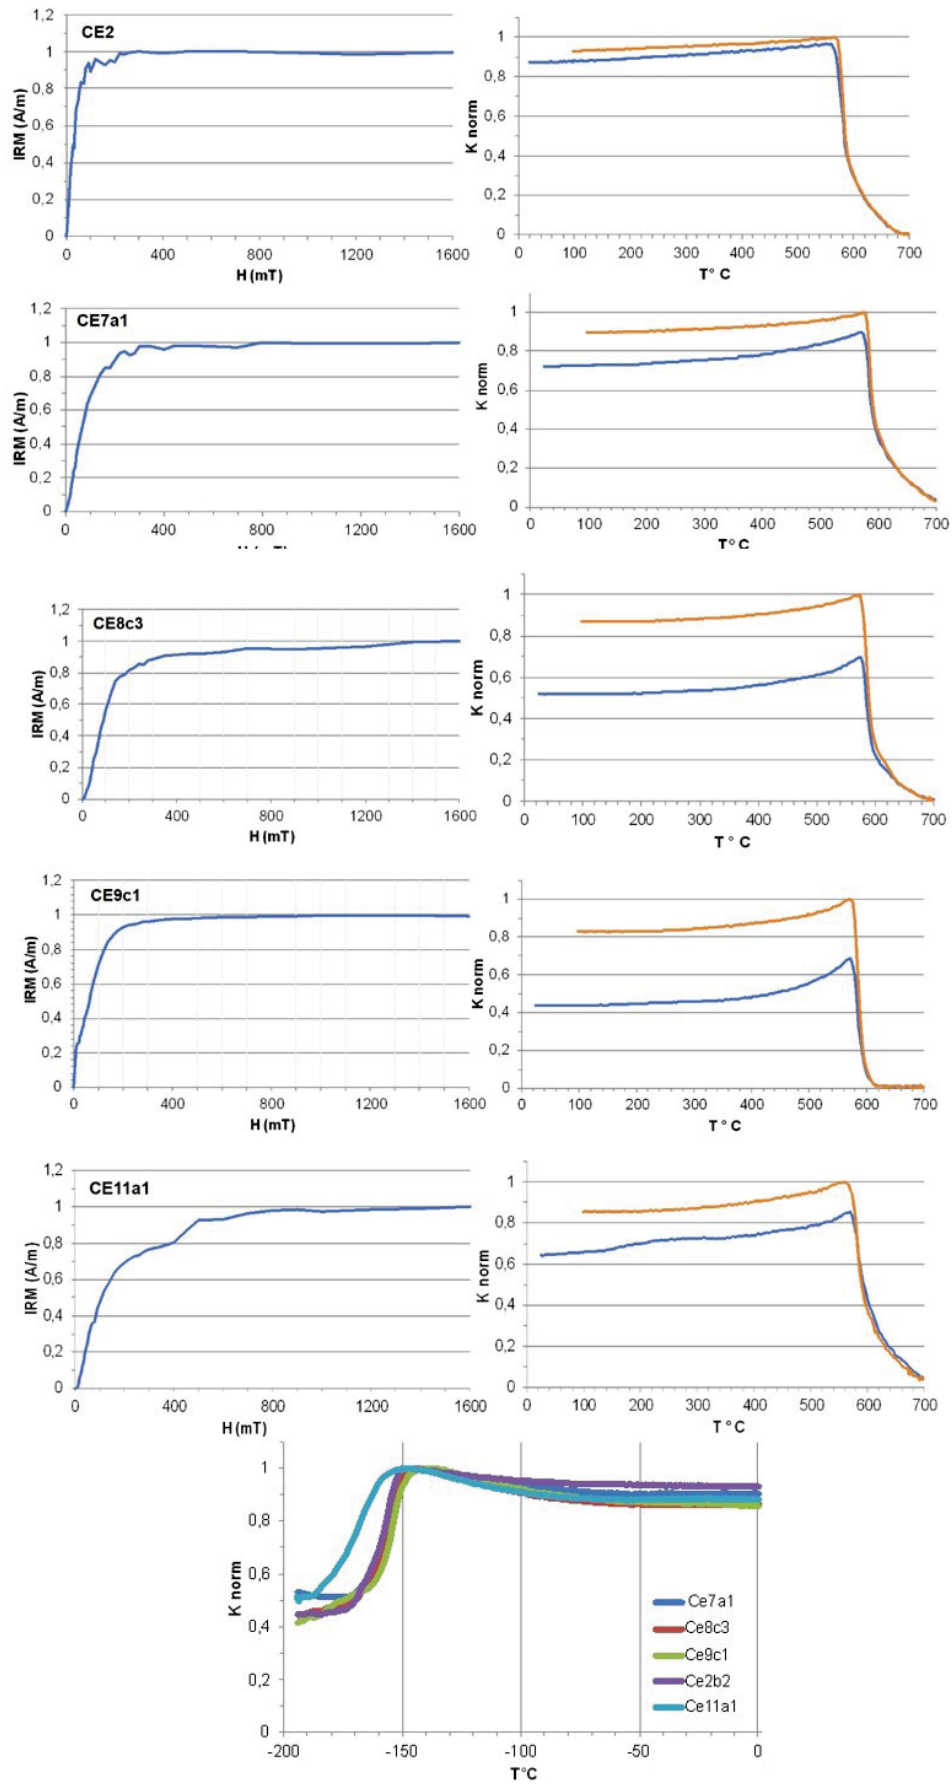 CE2
1,2
1
0,8
0,6
0,4
0,2
0
IRM (A/m)
0 400 800 1200 1600
H (mT)
1
0,8
0,6
0,4
0,2
0
K norm
0 100 200 300 400 500 600 700
T° C
CE7a1
1,2
1
0,8
0,6
0,4
0,2
0
IRM (A/m)
0 400 800 1200 1600
1
0,8
0,6
0,4
0,2
0
K norm
0 100 200 300 400 500 600 700
T° C
CE8c3
1,2
1
0,8
0,6
0,4
0,2
0
IRM (A/m)
0 400 800 1200 1600
H (mT)
1
0,8
0,6
0,4
0,2
0
K norm
0 100 200 300 400 500 600 700
T ° C
CE9c1
1,2
1
0,8
0,6
0,4
0,2
0
IRM (A/m)
0 400 800 1200 1600
H (mT)
1
0,8
0,6
0,4
0,2
0
K norm
0 100 200 300 400 500 600 700
T ° C
CE11a1
1,2
1
0,8
0,6
0,4
0,2
0
IRM (A/m)
0 400 800 1200 1600
H (mT)
1
0,8
0,6
0,4
0,2
0
K norm
0 100 200 300 400 500 600 700
T ° C
1
0,8
0,6
0,4
0,2
0
K norm
Ce7a1
Ce8c3
Ce9c1
Ce2b2
Ce11a1
-200 -150 -100 -50 0
T°C